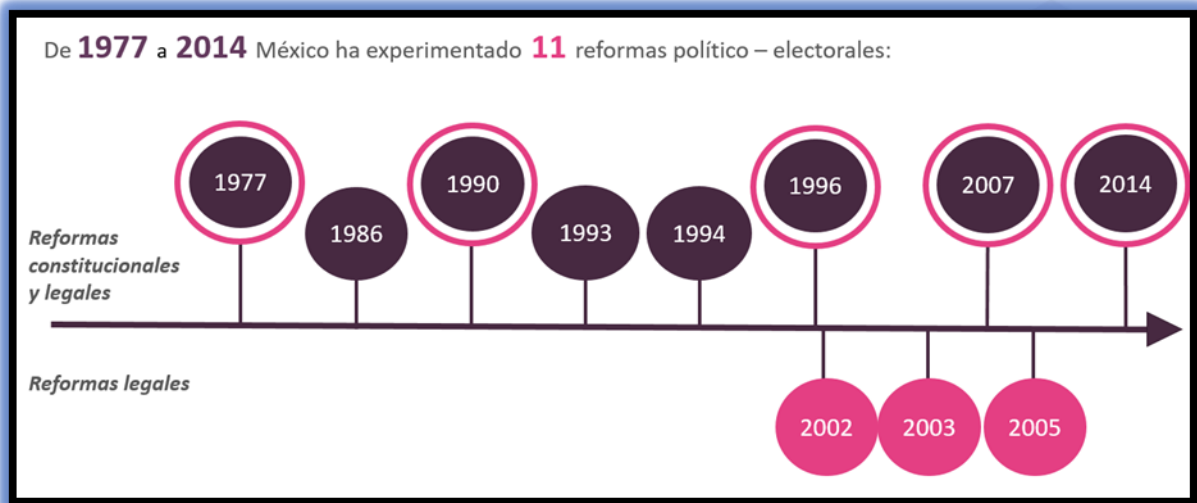 De 1977 a 2014 México ha experimentado 11 reformas político – electorales:
1977
1986
1990
1993
1994
1996
2007
2014
Reformas
constitucionales
y legales
Reformas legales
2002
2003
2005